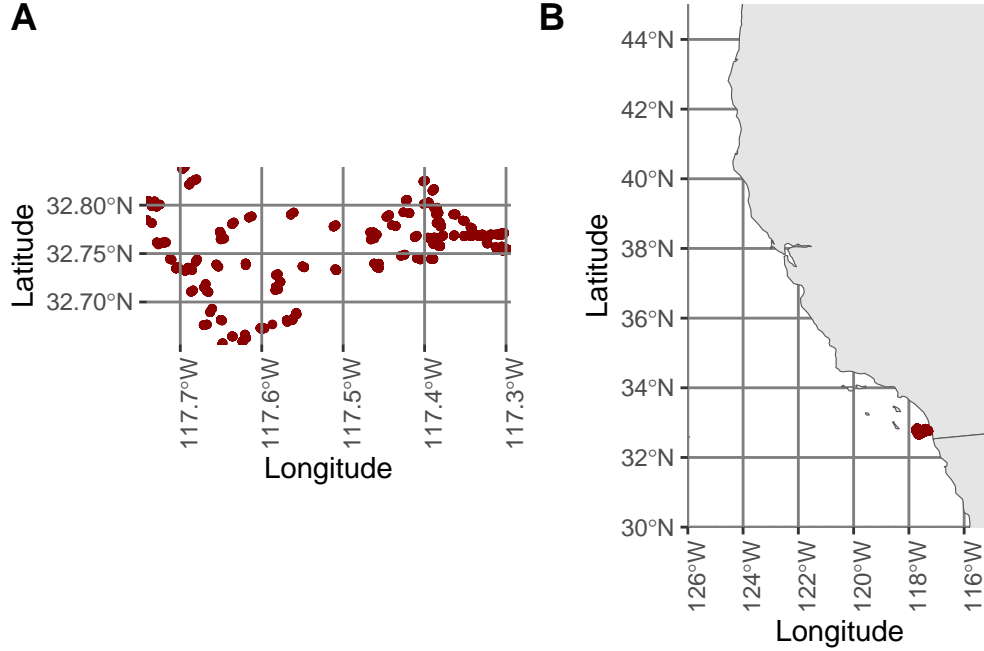 A
Latitude
32.80°N
32.75°N
32.70°N
117.7°W
117.6°W
117.5°W
117.4°W
117.3°W
Longitude
B
Latitude
44°N
42°N
40°N
38°N
36°N
34°N
32°N
30°N
126°W
124°W
122°W
120°W
118°W
116°W
Longitude